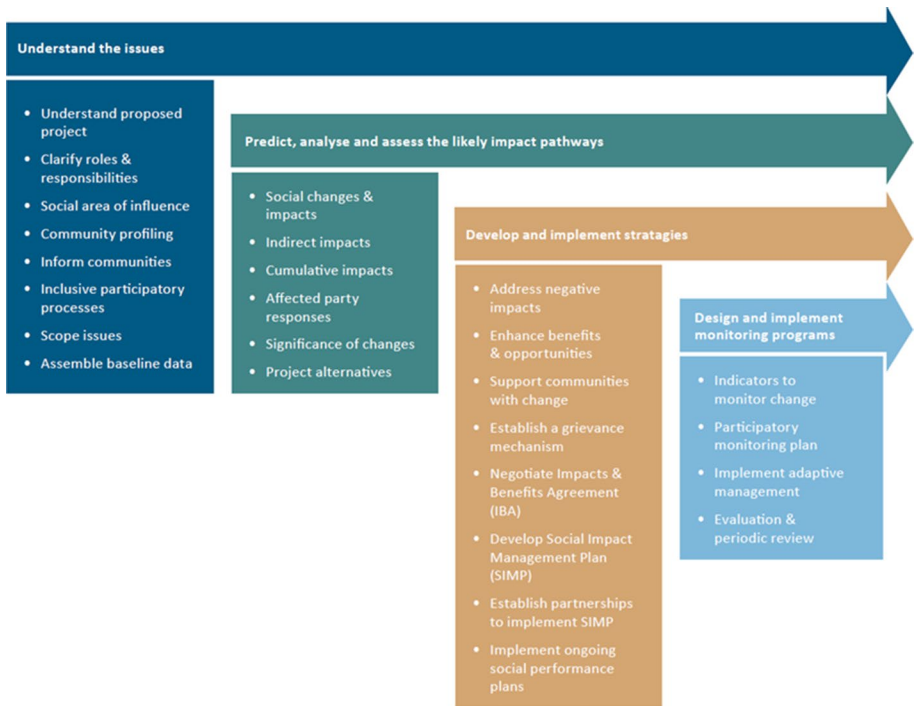 Understand the issues
• Understand proposed
project
• Clarify roles &
responsibilities
• Social area of influence
• Community profiling
• Inform communities
• Inclusive participatory
processes
• Scope issues
• Assemble baseline data
Predict, analyse and assess the likely impact pathways
• Social changes &
impacts
• Indirect impacts
• Cumulative impacts
• Affected party
responses
• Significance of changes
• Project alternatives
Develop and implement stratagies
• Address negative
impacts
• Enhance benefits
& opportunities
• Support communities
with change
• Establish a grievance
mechanism
• Negotiate Impacts &
Benefits Agreement
(IBA)
• Develop Social Impact
Management Plan
(SIMP)
• Establish partnerships
to implement SIMP
• Implement ongoing
social performance
plans
Design and implement
monitoring programs
• Indicators to
monitor change
• Participatory
monitoring plan
• Implement adaptive
management
• Evaluation &
periodic review